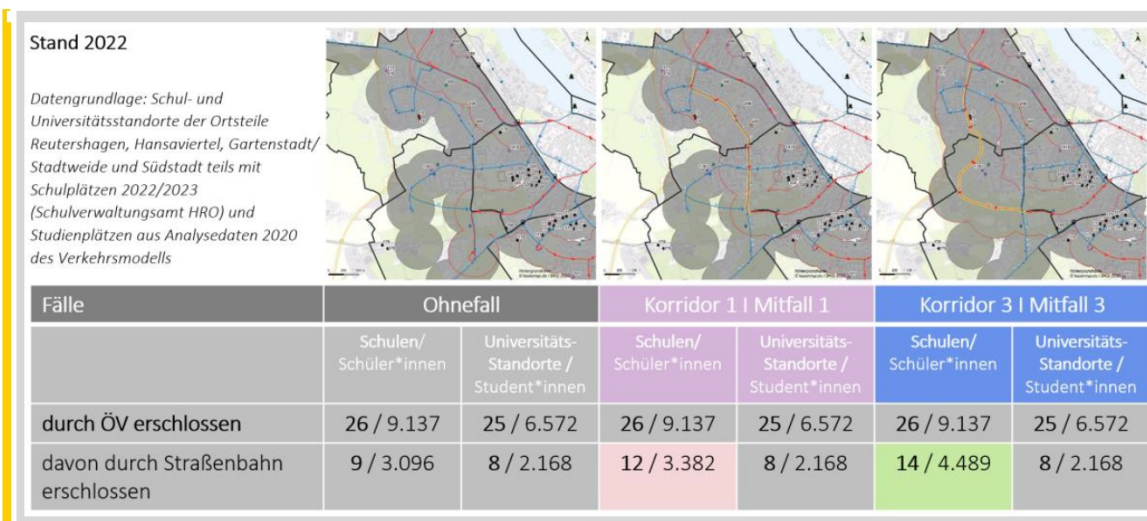 Stand 2022
Datengrundlage: Schul- und
Universitätsstandorte der Ortsteile
Reutershagen, Hansaviertel, Gartenstadt/
Stadtweide und Südstadt teils mit
Schulplätzen 2022/2023
(Schulverwaltungsamt HRO) und
Studienplätzen aus Analysedaten 2020
des Verkehrsmodells
Fälle Ohnefall Korridor 1 I Mitfall 1 Korridor 3 I Mitfall 3
Schulen/ Universitäts- Schulen/ Universitäts- Schulen/ Universitäts-
Schüler*innen Standorte / Schüler*innen Standorte / Schüler*innen Standorte /
Student*innen Student*innen Student*innen
durch ÖV erschlossen 26 / 9.137 25 / 6.572 26 / 9.137 25 / 6.572 26 / 9.137 25 / 6.572
davon durch Straßenbahn 9 / 3.096 8 / 2.168 12 / 3.382 8 / 2.168 14 / 4.489 8 / 2.168
erschlossen